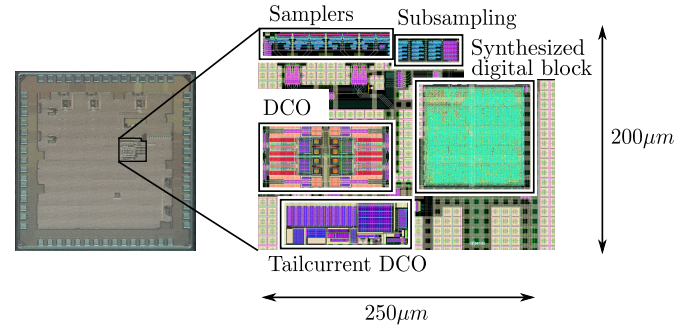 Samplers
Subsampling
Synthesized
digital block
DCO
200μm
Tailcurrent DCO
250μm